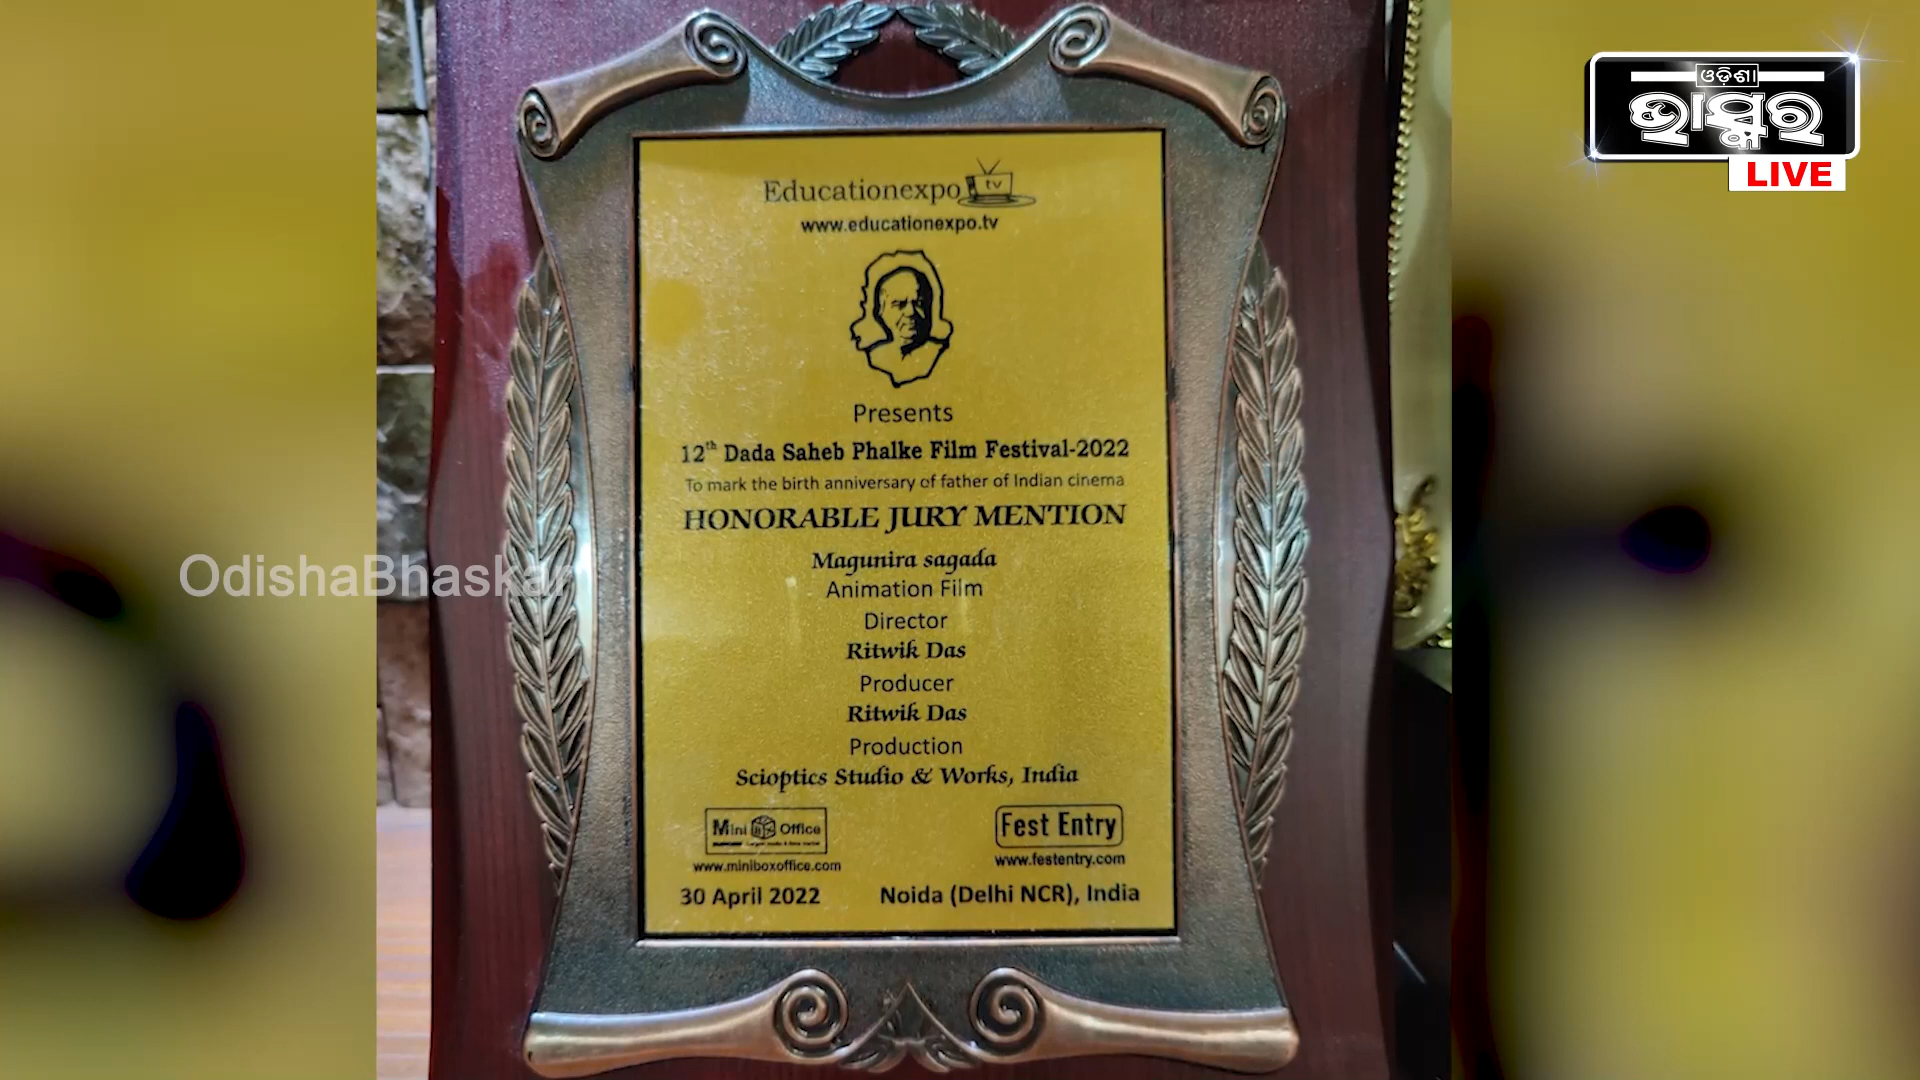 ଓଡ଼ିଶା
ଭାସ୍କର
LIVE
Educationexpo tv
www.educationexpo.tv
Presents
12th Dada Saheb Phalke Film Festival-2022
To mark the birth anniversary of father of Indian cinema
HONORABLE JURY MENTION
Magunira sagada
OdishaBhaskar
Animation Film
Director
Ritwik Das
Producer
Ritwik Das
Production
Scioptics Studio & Works, India
Mini Box Office
Fest Entry
www.miniboxoffice.com
www.festentry.com
30 April 2022
Noida (Delhi NCR), India